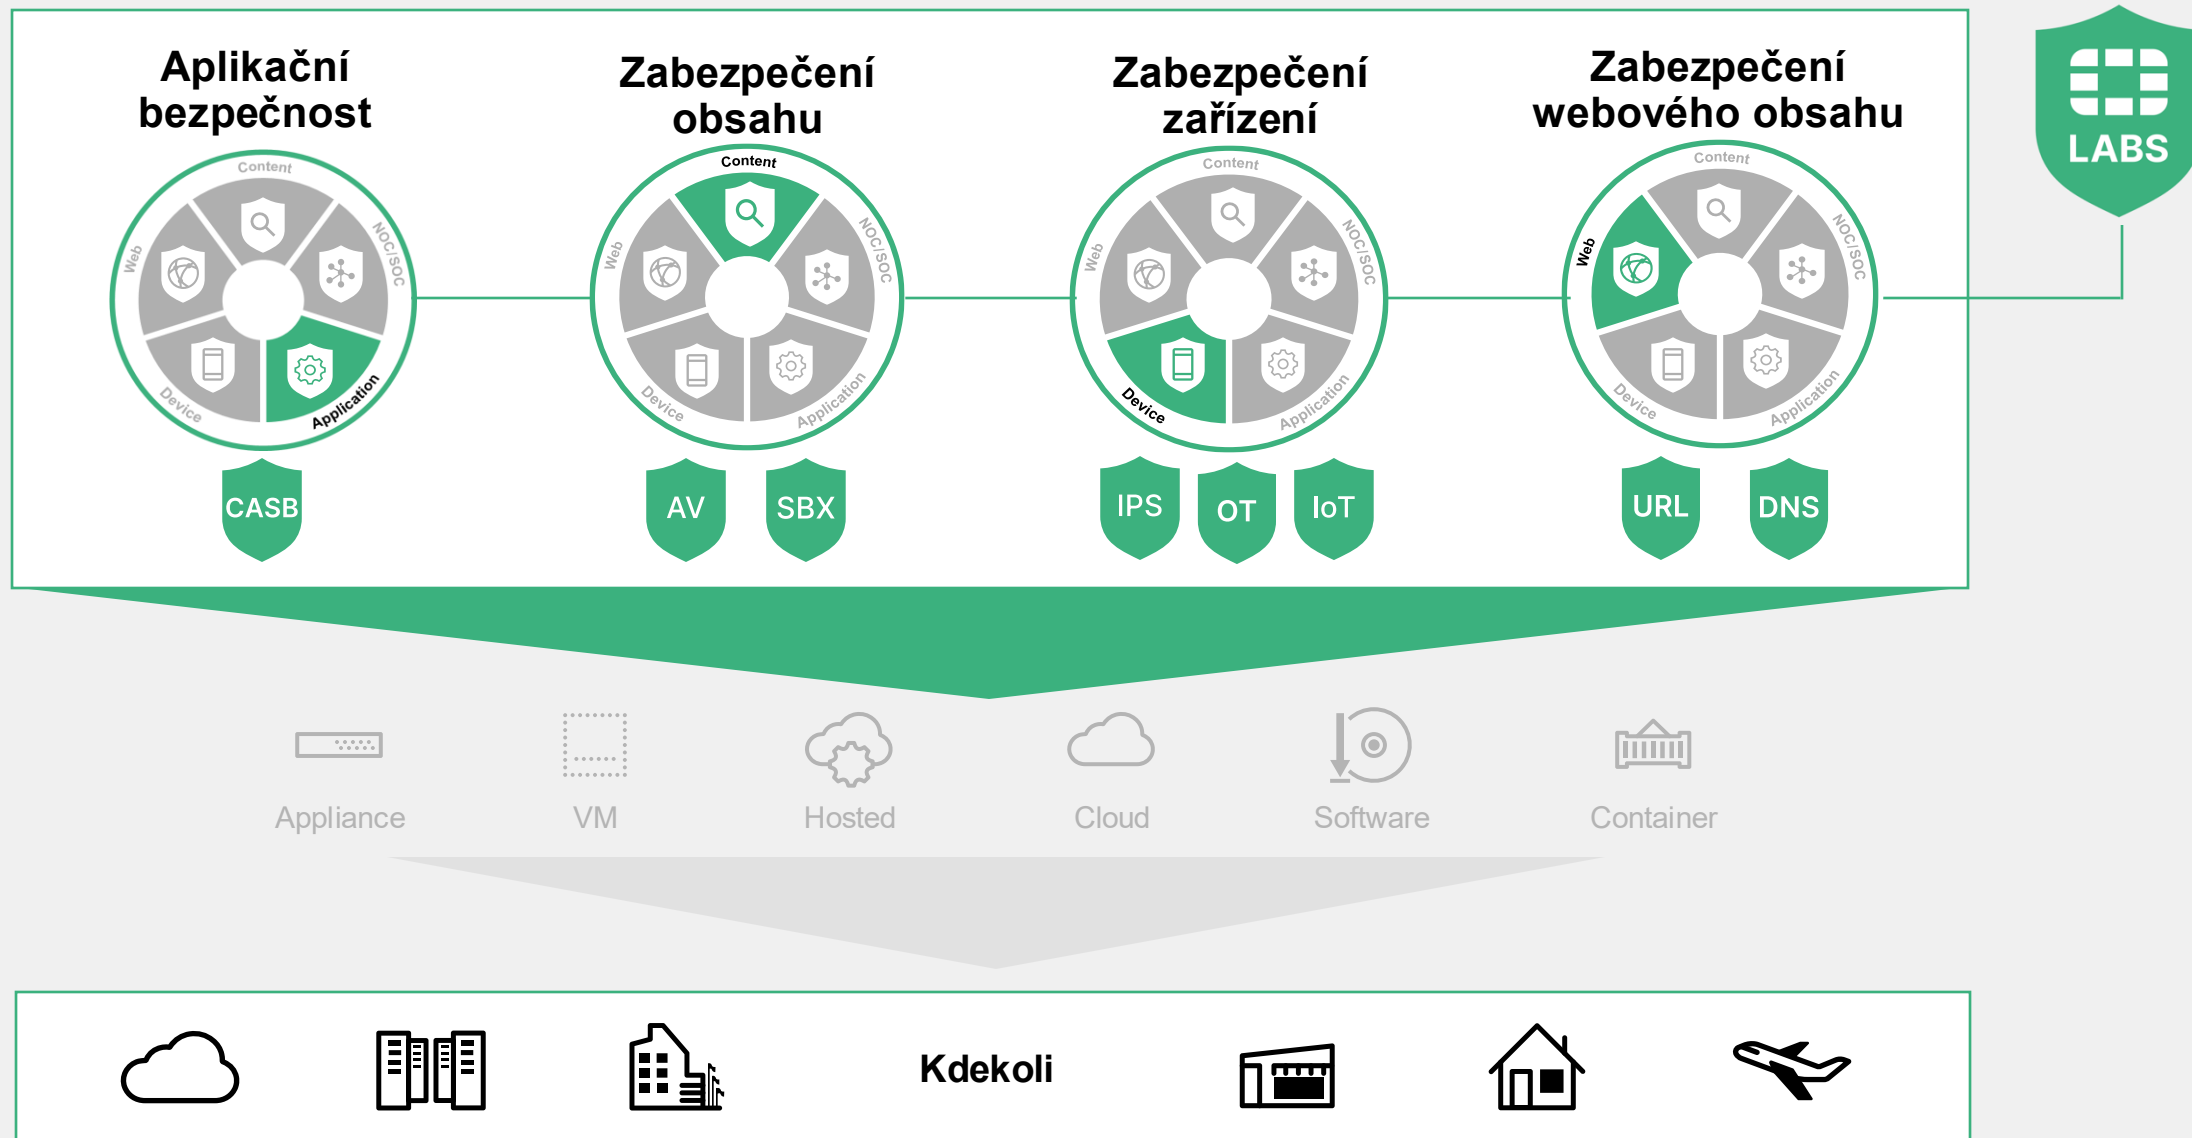 Aplikační
bezpečnost
Zabezpečení
obsahu
Zabezpečení
zařízení
Zabezpečení
webového obsahu
LABS
Content
NOC/SOC
Application
Device
Web
Content
NOC/SOC
Application
Device
Web
Content
NOC/SOC
Application
Device
Web
Content
NOC/SOC
Application
Device
Web
CASB
AV
SBX
IPS
OT
IoT
URL
DNS
Appliance
VM
Hosted
Cloud
Software
Container
Kdekoli